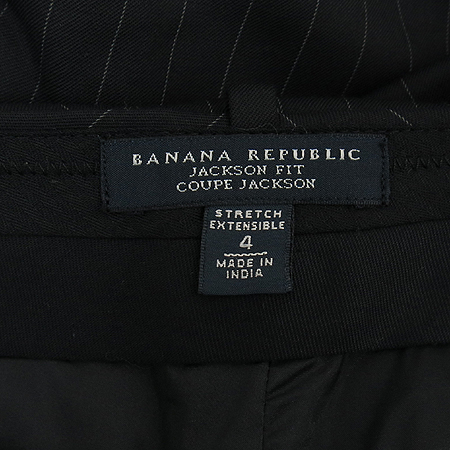 BANANA REPUBLIC
JACKSON FIT
COUPE JACKSON
STRETCH
EXTENSIBLE
4
MADE IN
INDIA